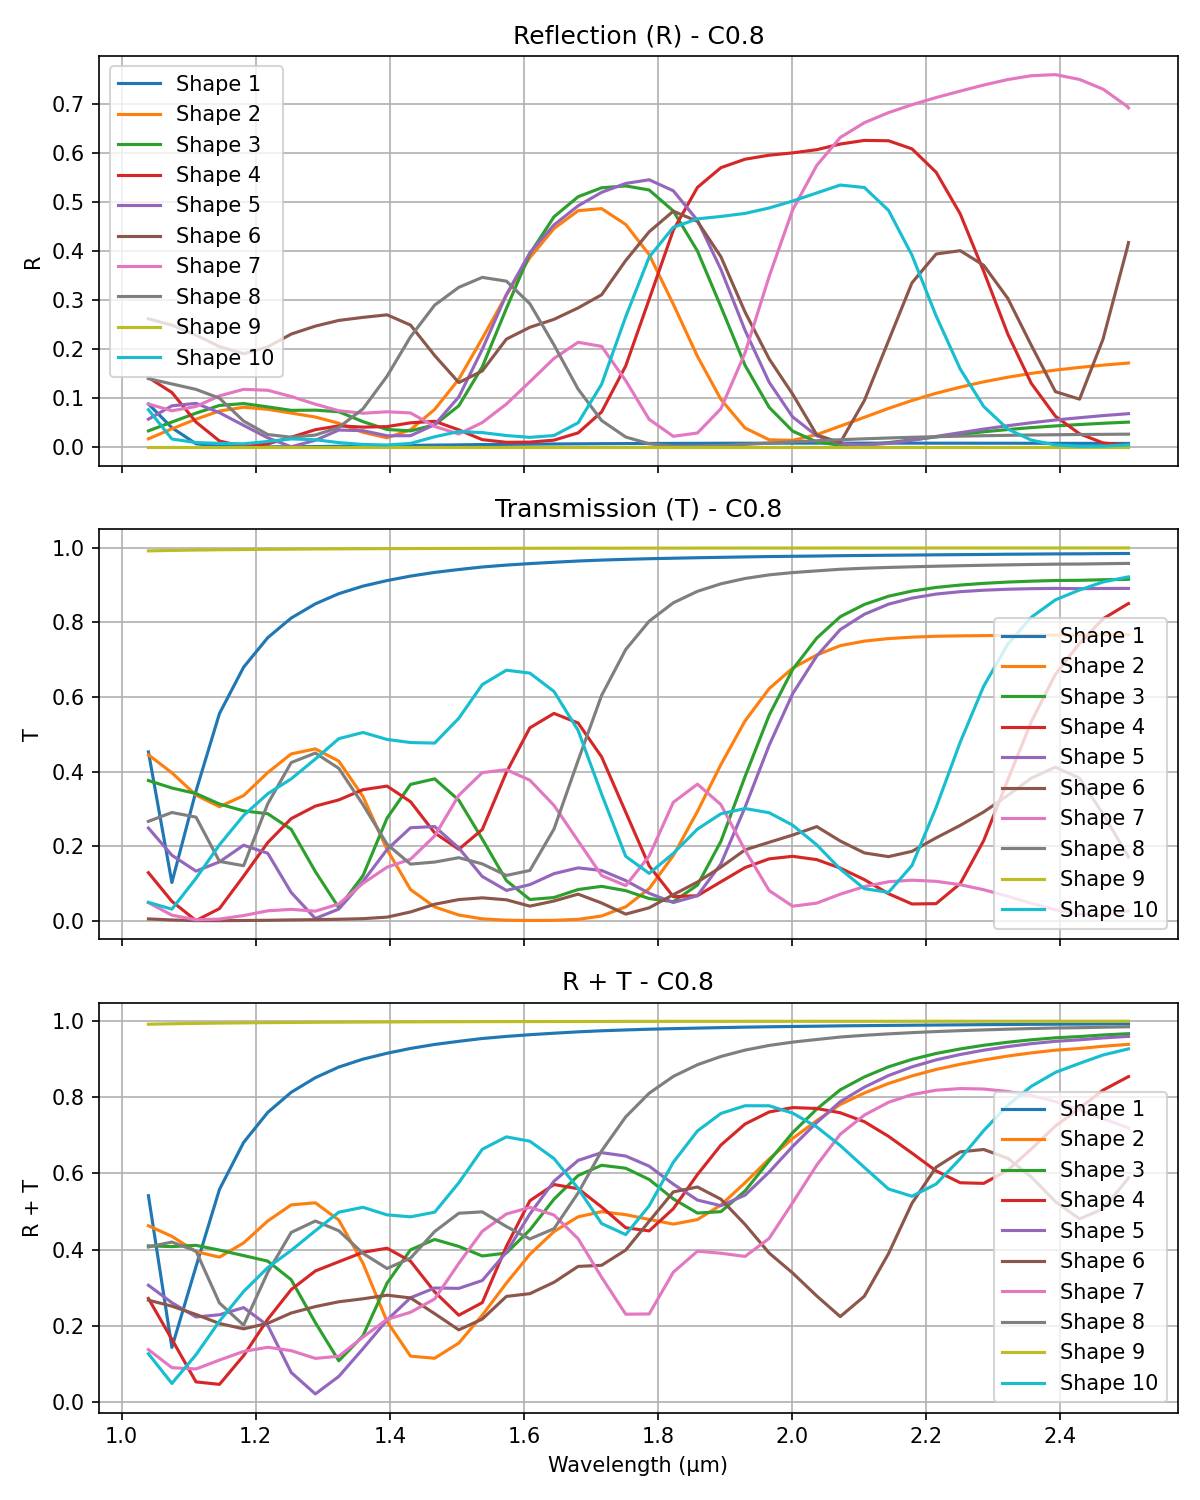 Reflection (R) - C0.8
R
0.7
0.6
0.5
0.4
0.3
0.2
0.1
0.0
Shape 1
Shape 2
Shape 3
Shape 4
Shape 5
Shape 6
Shape 7
Shape 8
Shape 9
Shape 10
Transmission (T) - C0.8
T
1.0
0.8
0.6
0.4
0.2
0.0
Shape 1
Shape 2
Shape 3
Shape 4
Shape 5
Shape 6
Shape 7
Shape 8
Shape 9
Shape 10
R + T - C0.8
R + T
1.0
0.8
0.6
0.4
0.2
0.0
Shape 1
Shape 2
Shape 3
Shape 4
Shape 5
Shape 6
Shape 7
Shape 8
Shape 9
Shape 10
1.0 1.2 1.4 1.6 1.8 2.0 2.2 2.4
Wavelength (μm)